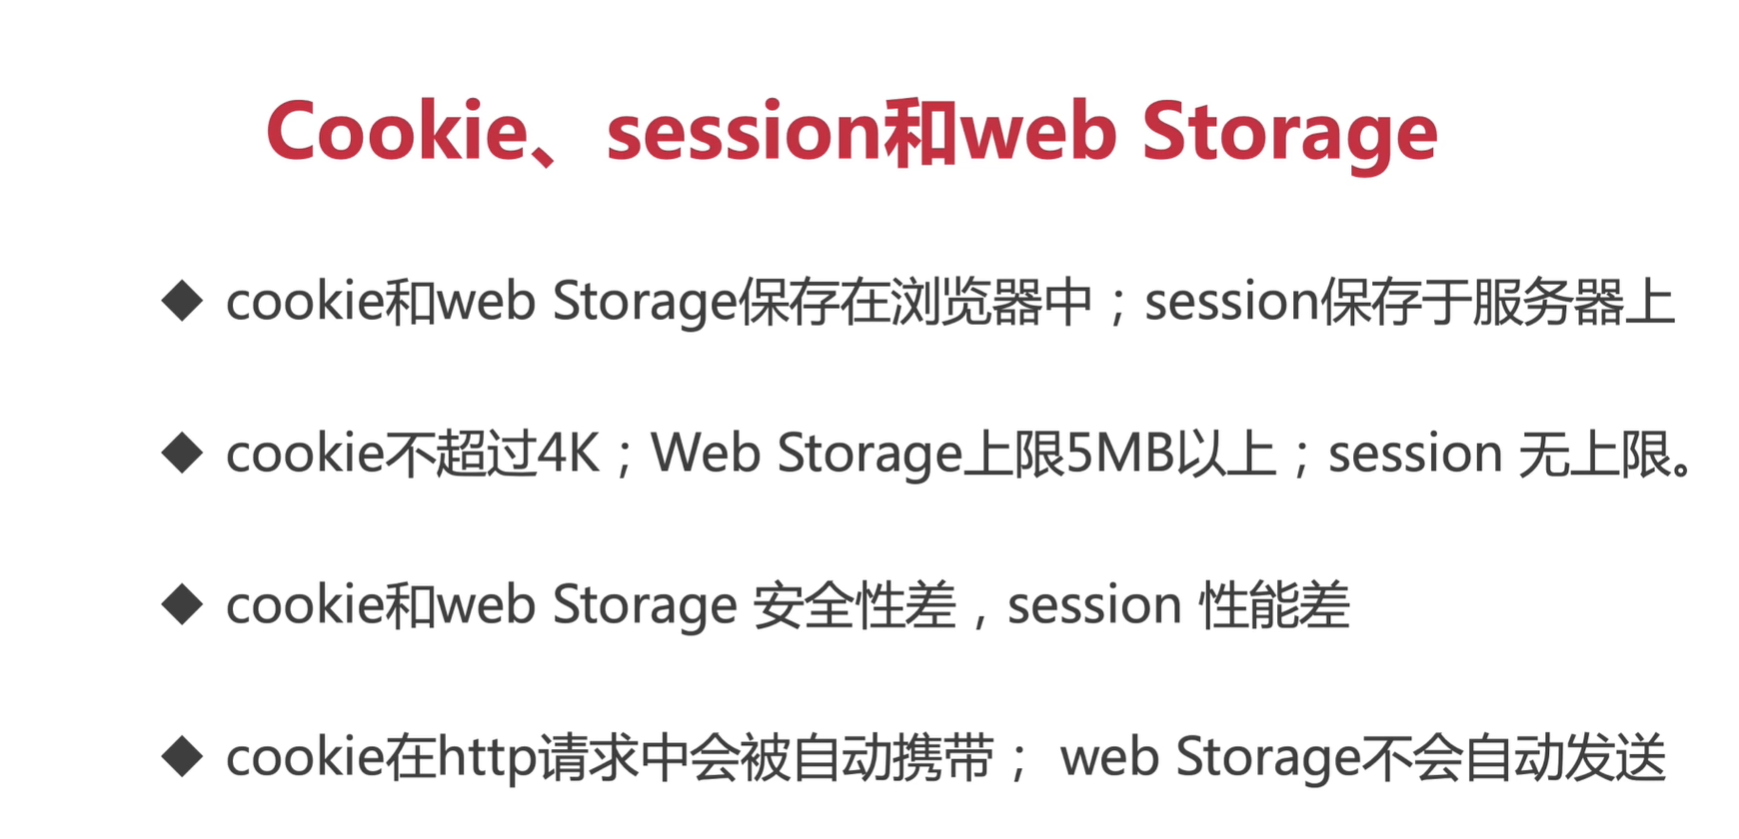 Cookie、session和web Storage
◆ cookie和web Storage保存在浏览器中；session保存于服务器上
◆ cookie不超过4K；Web Storage上限5MB以上；session 无上限。
◆ cookie和web Storage 安全性差，session 性能差
◆ cookie在http请求中会被自动携带； web Storage不会自动发送